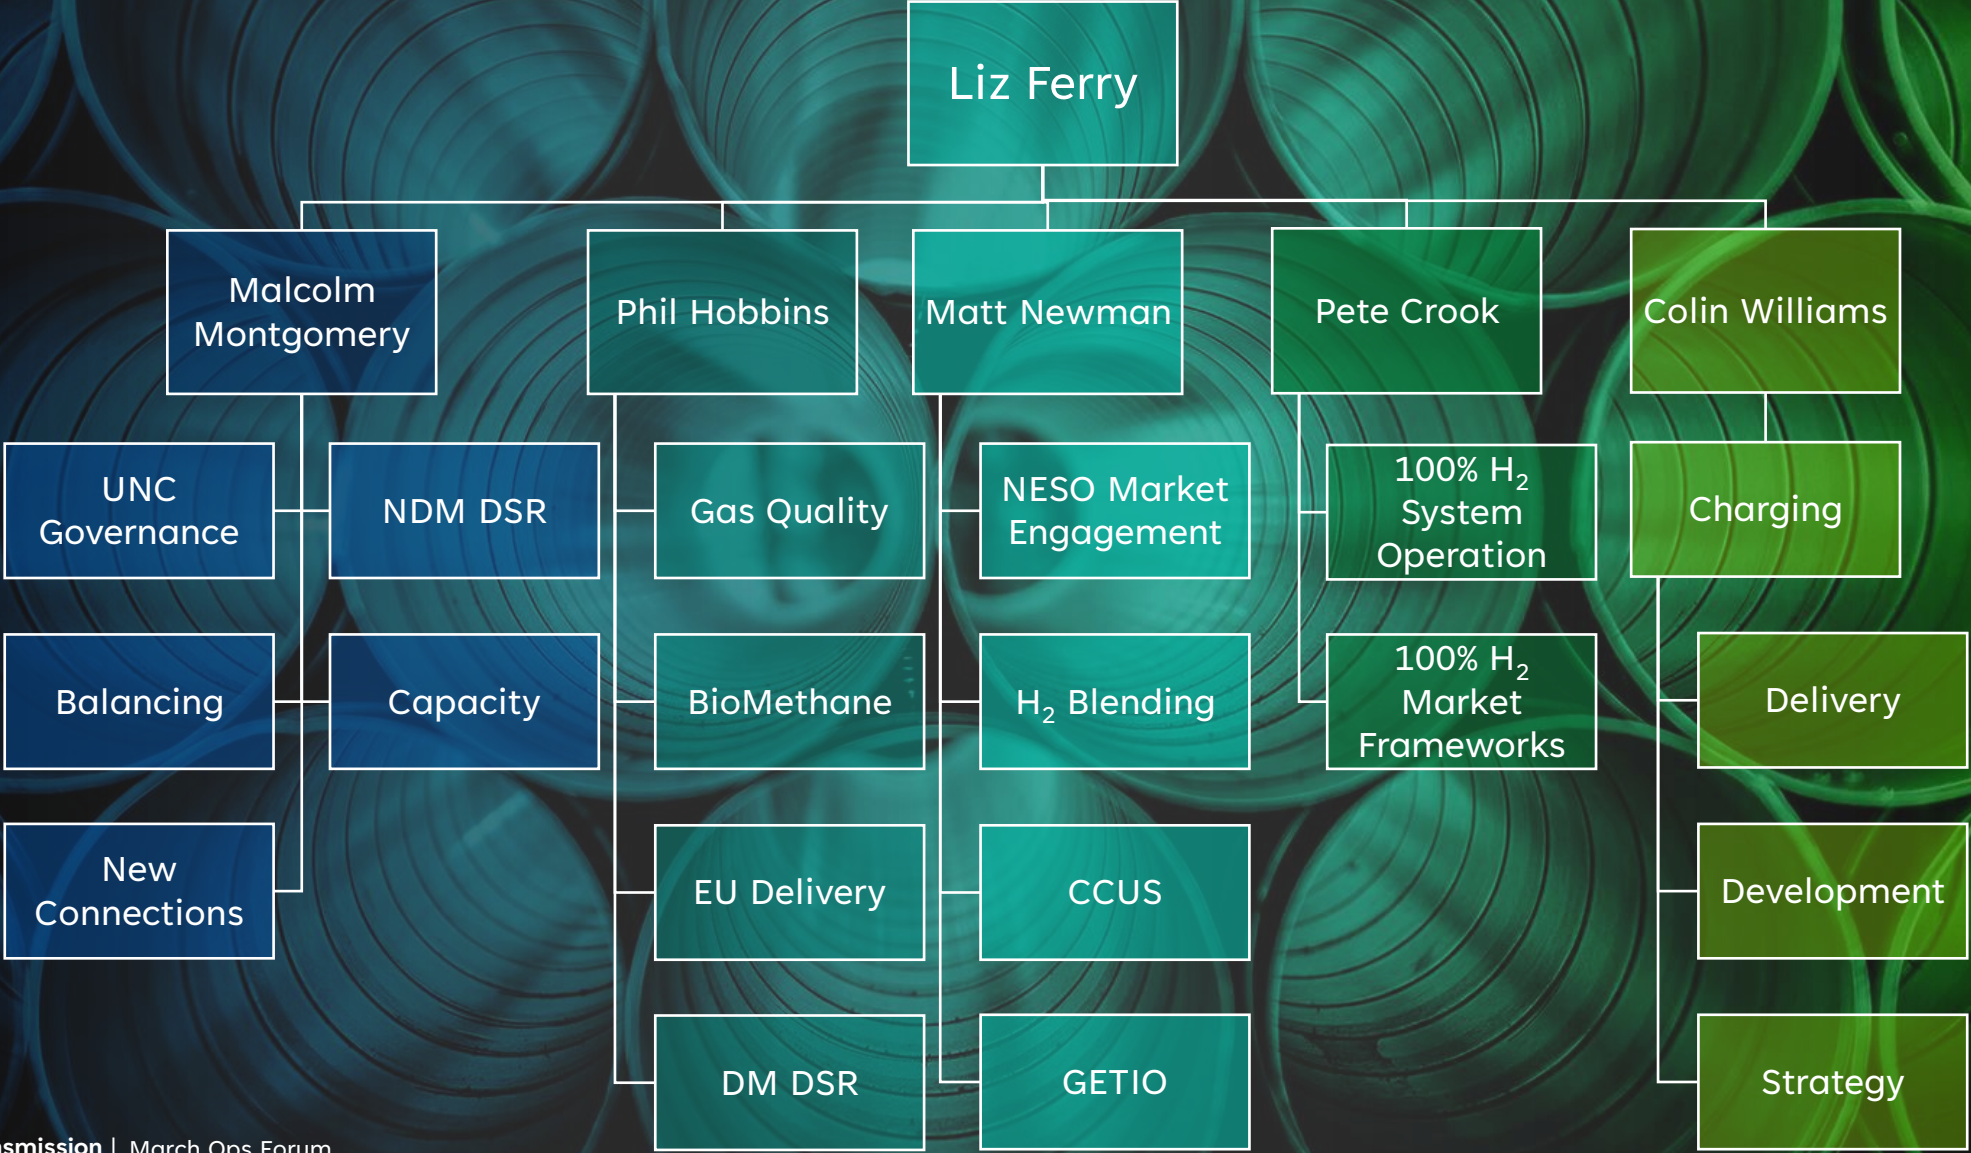 Liz Ferry
Malcolm
Montgomery
Phil Hobbins
Matt Newman
Pete Crook
Colin Williams
UNC
Governance
NDM DSR
Gas Quality
NESO Market
Engagement
100% H₂
System
Operation
Charging
Balancing
Capacity
BioMethane
H₂ Blending
100% H₂
Market
Frameworks
Delivery
New
Connections
EU Delivery
CCUS
Development
DM DSR
GETIO
Strategy
nsmission | March Ops Forum